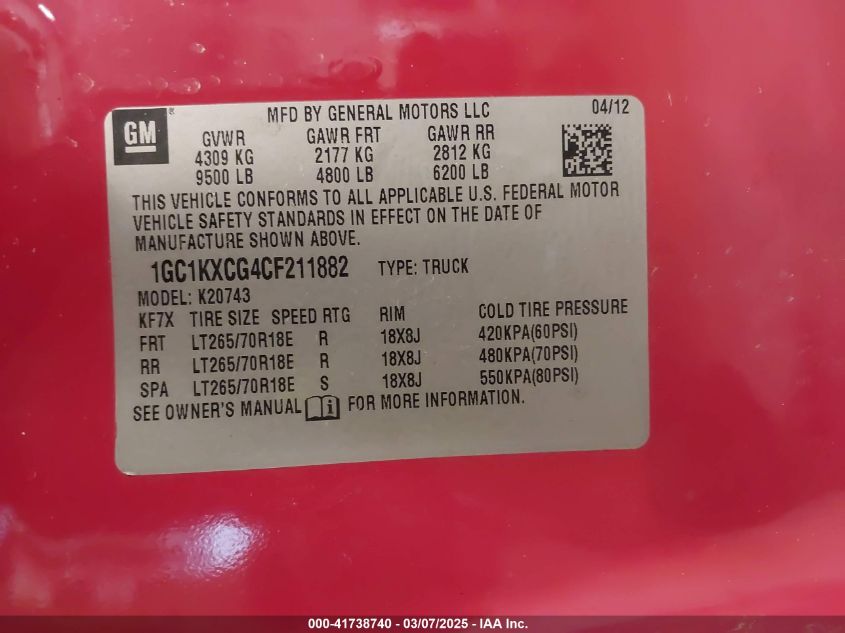 GM ®
MFD BY GENERAL MOTORS LLC 04/12
GVWR GAWR FRT GAWR RR
4309 KG 2177 KG 2812 KG
9500 LB 4800 LB 6200 LB
THIS VEHICLE CONFORMS TO ALL APPLICABLE U.S. FEDERAL MOTOR
VEHICLE SAFETY STANDARDS IN EFFECT ON THE DATE OF
MANUFACTURE SHOWN ABOVE.
1GC1KXCG4CF211882 TYPE: TRUCK
MODEL: K20743
KF7X TIRE SIZE SPEED RTG RIM COLD TIRE PRESSURE
FRT LT265/70R18E R 18X8J 420KPA(60PSI)
RR LT265/70R18E R 18X8J 480KPA(70PSI)
SPA LT265/70R18E S 18X8J 550KPA(80PSI)
SEE OWNER'S MANUAL i FOR MORE INFORMATION.
000-41738740 - 03/07/2025 - IAA Inc.